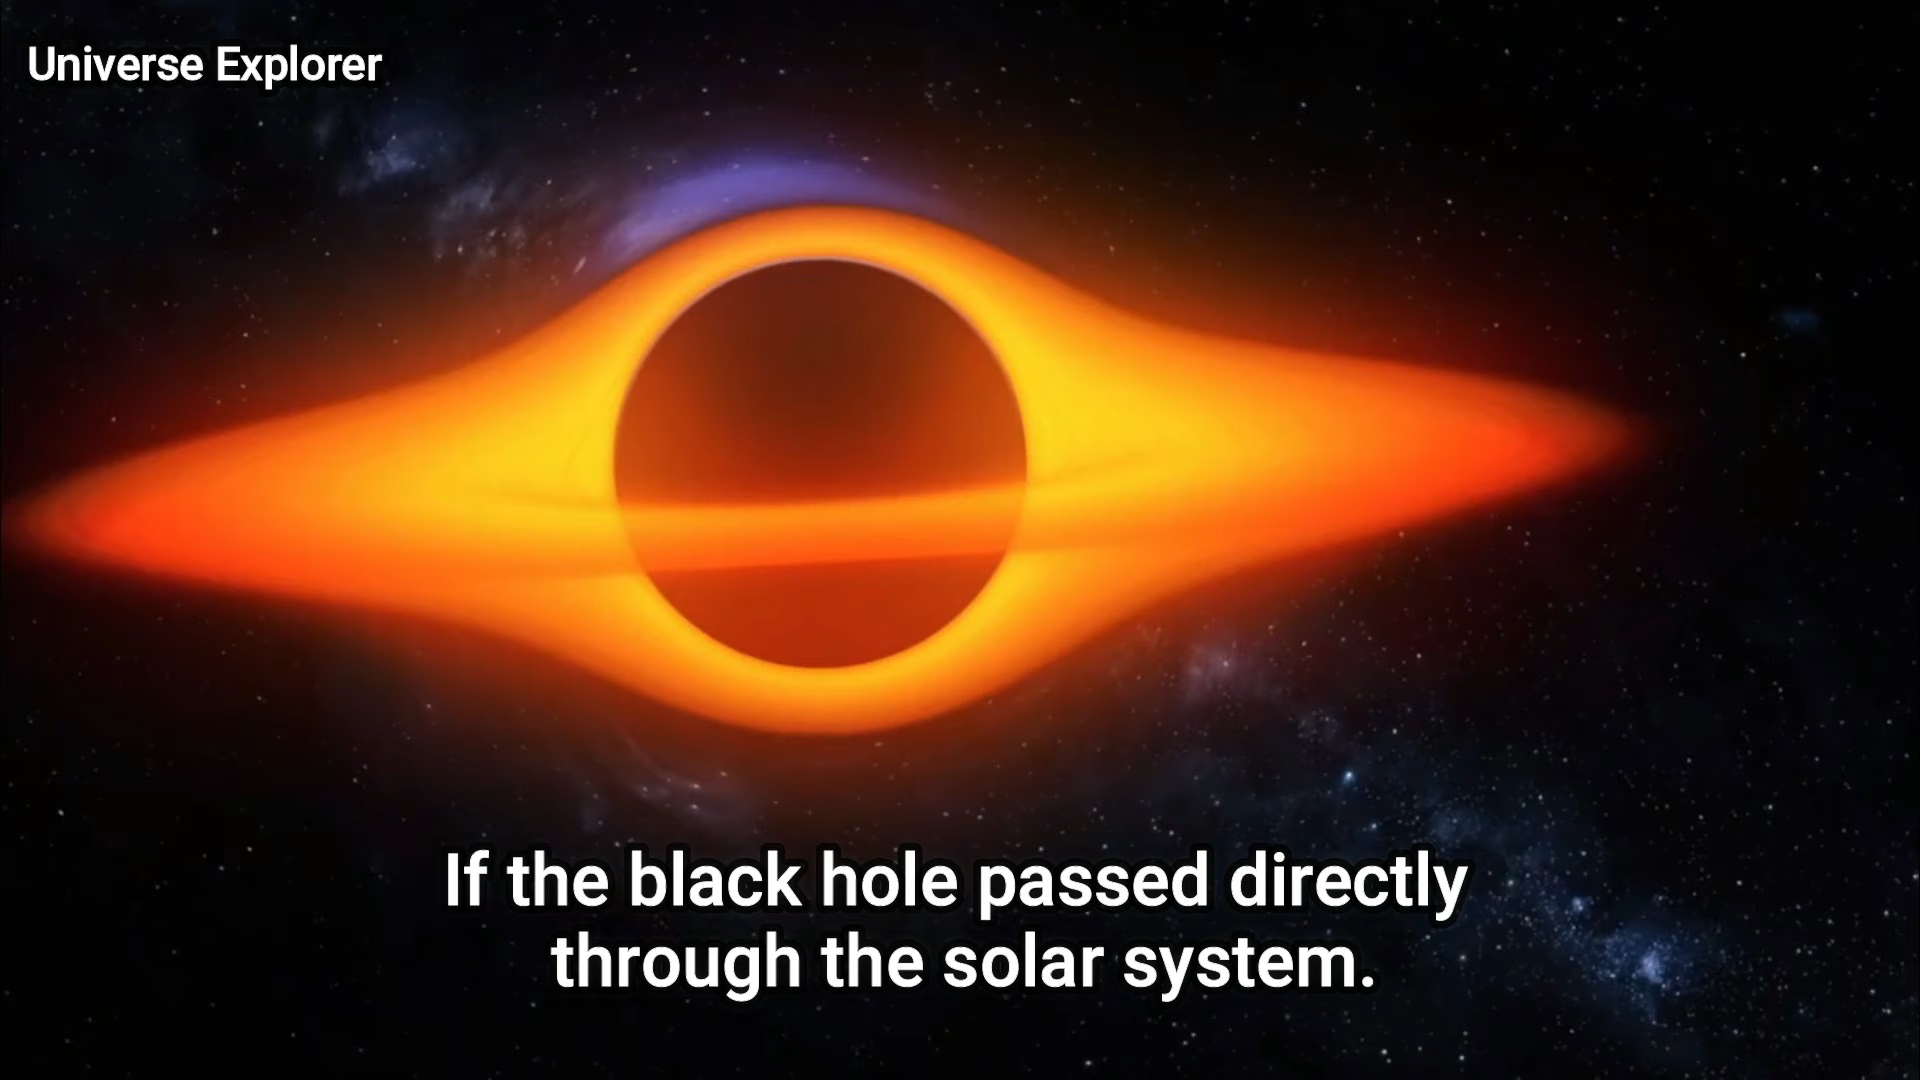 Universe Explorer
If the black hole passed directly
through the solar system.